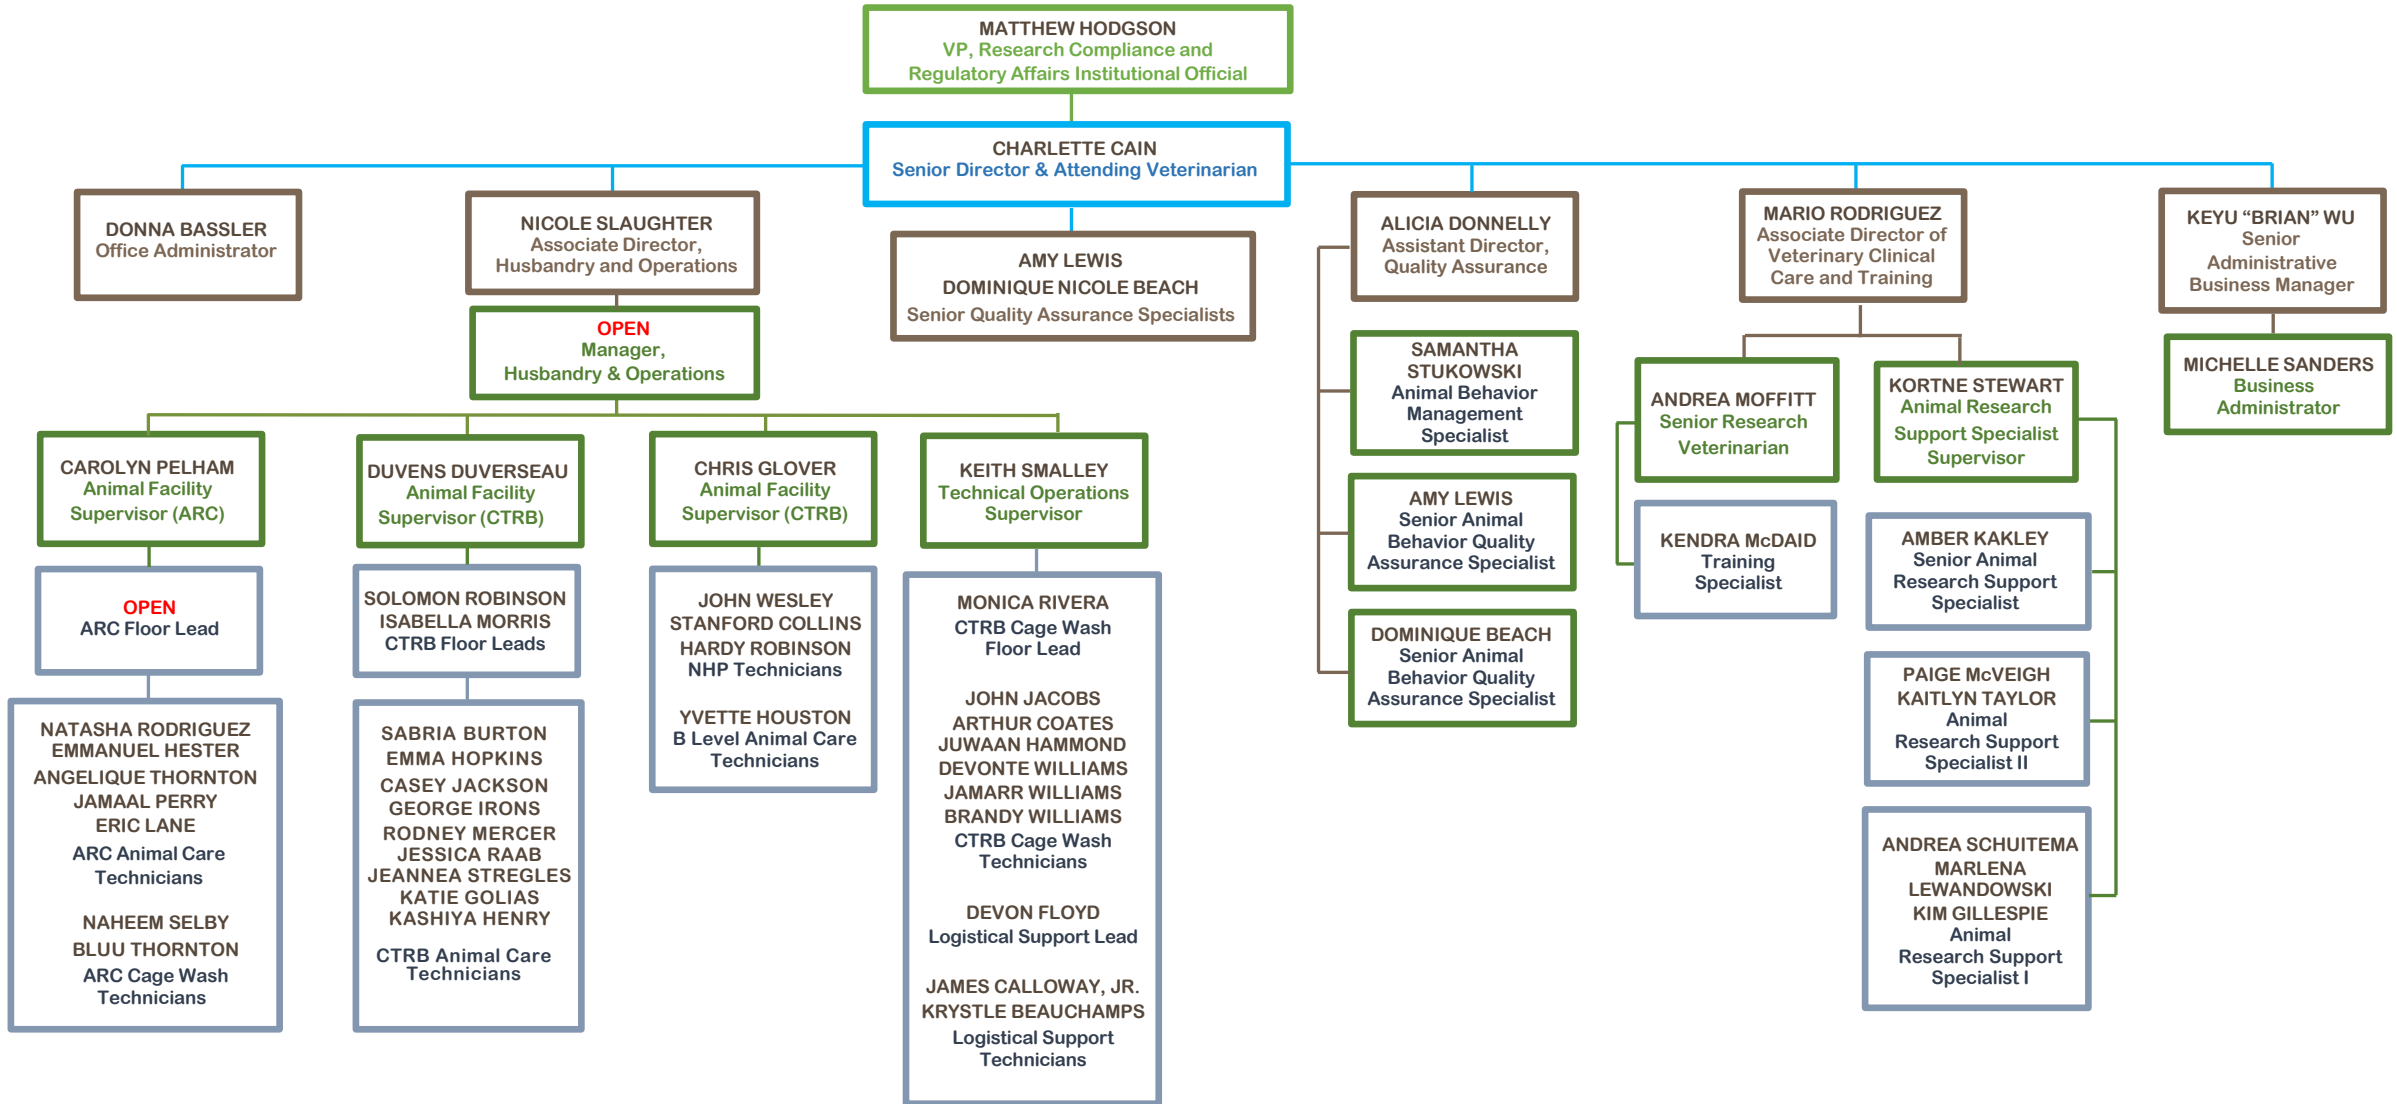 MATTHEW HODGSON
VP, Research Compliance and
Regulatory Affairs Institutional Official
CHARLETTE CAIN
Senior Director & Attending Veterinarian
DONNA BASSLER
Office Administrator
NICOLE SLAUGHTER
Associate Director,
Husbandry and Operations
AMY LEWIS
DOMINIQUE NICOLE BEACH
Senior Quality Assurance Specialists
ALICIA DONNELLY
Assistant Director,
Quality Assurance
MARIO RODRIGUEZ
Associate Director of
Veterinary Clinical
Care and Training
KEYU “BRIAN” WU
Senior
Administrative
Business Manager
OPEN
Manager,
Husbandry & Operations
CAROLYN PELHAM
Animal Facility
Supervisor (ARC)
DUVENS DUVERSEAU
Animal Facility
Supervisor (CTRB)
CHRIS GLOVER
Animal Facility
Supervisor (CTRB)
KEITH SMALLEY
Technical Operations
Supervisor
OPEN
ARC Floor Lead
NATASHA RODRIGUEZ
EMMANUEL HESTER
ANGELIQUE THORNTON
JAMAAL PERRY
ERIC LANE
ARC Animal Care
Technicians
NAHEEM SELBY
BLUU THORNTON
ARC Cage Wash
Technicians
SOLOMON ROBINSON
ISABELLA MORRIS
CTRB Floor Leads
SABRIA BURTON
EMMA HOPKINS
CASEY JACKSON
GEORGE IRONS
RODNEY MERCER
JESSICA RAAB
JEANNEA STREGLES
KATIE GOLIAS
KASHIYA HENRY
CTRB Animal Care
Technicians
JOHN WESLEY
STANFORD COLLINS
HARDY ROBINSON
NHP Technicians
YVETTE HOUSTON
B Level Animal Care
Technicians
MONICA RIVERA
CTRB Cage Wash
Floor Lead
JOHN JACOBS
ARTHUR COATES
JUWAAN HAMMOND
DEVONTE WILLIAMS
JAMARR WILLIAMS
BRANDY WILLIAMS
CTRB Cage Wash
Technicians
DEVON FLOYD
Logistical Support Lead
JAMES CALLOWAY, JR.
KRYSTLE BEAUCHAMPS
Logistical Support
Technicians
SAMANTHA
STUKOWSKI
Animal Behavior
Management
Specialist
AMY LEWIS
Senior Animal
Behavior Quality
Assurance Specialist
DOMINIQUE BEACH
Senior Animal
Behavior Quality
Assurance Specialist
ANDREA MOFFITT
Senior Research
Veterinarian
KENDRA McDAID
Training
Specialist
KORTNE STEWART
Animal Research
Support Specialist
Supervisor
AMBER KAKLEY
Senior Animal
Research Support
Specialist
PAIGE McVEIGH
KAITLYN TAYLOR
Animal
Research Support
Specialist II
ANDREA SCHUITEMA
MARLENA
LEWANDOWSKI
KIM GILLESPIE
Animal
Research Support
Specialist I
MICHELLE SANDERS
Business
Administrator